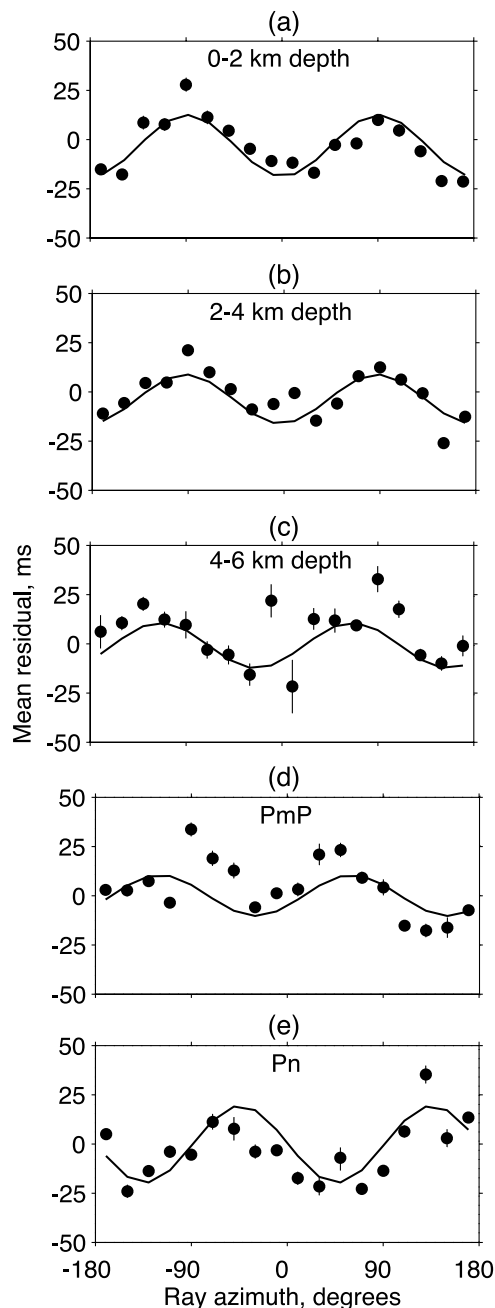 (a)
0-2 km depth
50
25
0
-25
-50
(b)
2-4 km depth
50
25
0
-25
-50
(c)
4-6 km depth
50
25
0
-25
-50
Mean residual, ms
(d)
PmP
50
25
0
-25
-50
(e)
Pn
50
25
0
-25
-50
-180 -90 0 90 180
Ray azimuth, degrees